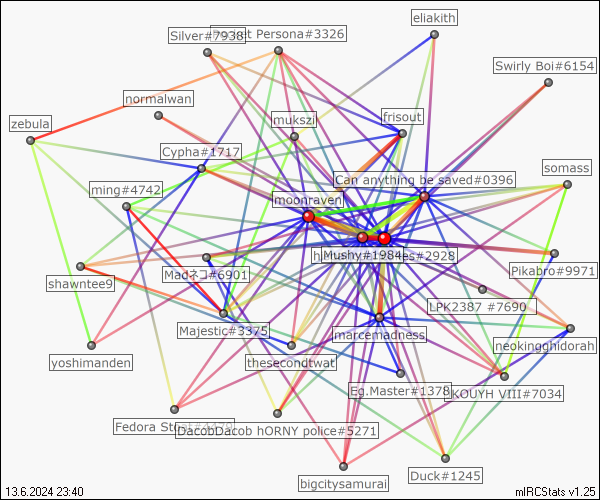 eliakith
Silver#7938
et Persona#3326
Swirly Boi#6154
normalwan
frisout
mukszi
zebula
Cypha#1717
somass
Can anything be saved#0396
ming#4742
moonraven
Mushy#1984
es#2928
Madネコ#6901
Pikabro#9971
shawntee9
LPK2387 #7690
Majestic#3375
marcemadness
neokingghidorah
yoshimanden
thesecondtwat
Eg.Master#1378
KOUYH VIII#7034
Fedora St
DacobDacob hORNY police#5271
Duck#1245
bigcitysamurai
13.6.2024 23:40
mIRCStats v1.25